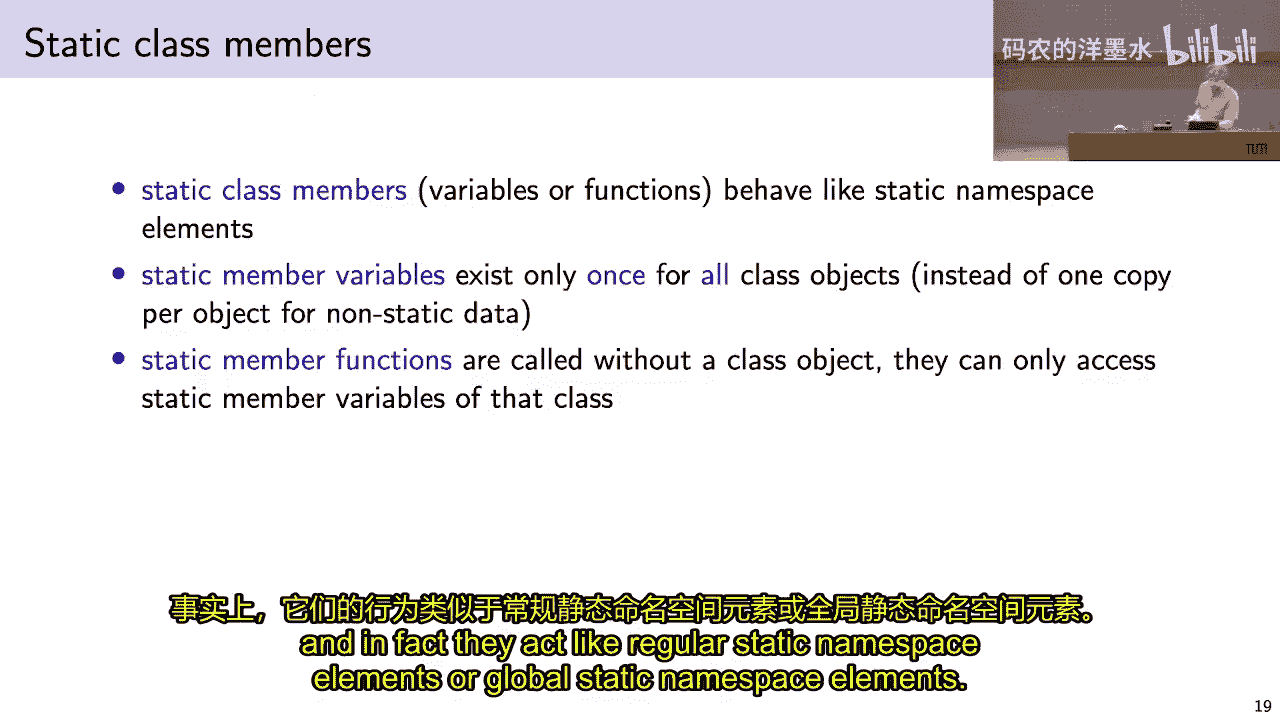 Static class members
码农的洋墨水 bilibili
TUM
• static class members (variables or functions) behave like static namespace
elements
• static member variables exist only once for all class objects (instead of one copy
per object for non-static data)
• static member functions are called without a class object, they can only access
static member variables of that class
事实上，它们的行为类似于常规静态命名空间元素或全局静态命名空间元素。
and in fact they act like regular static namespace
elements or global static namespace elements.
19